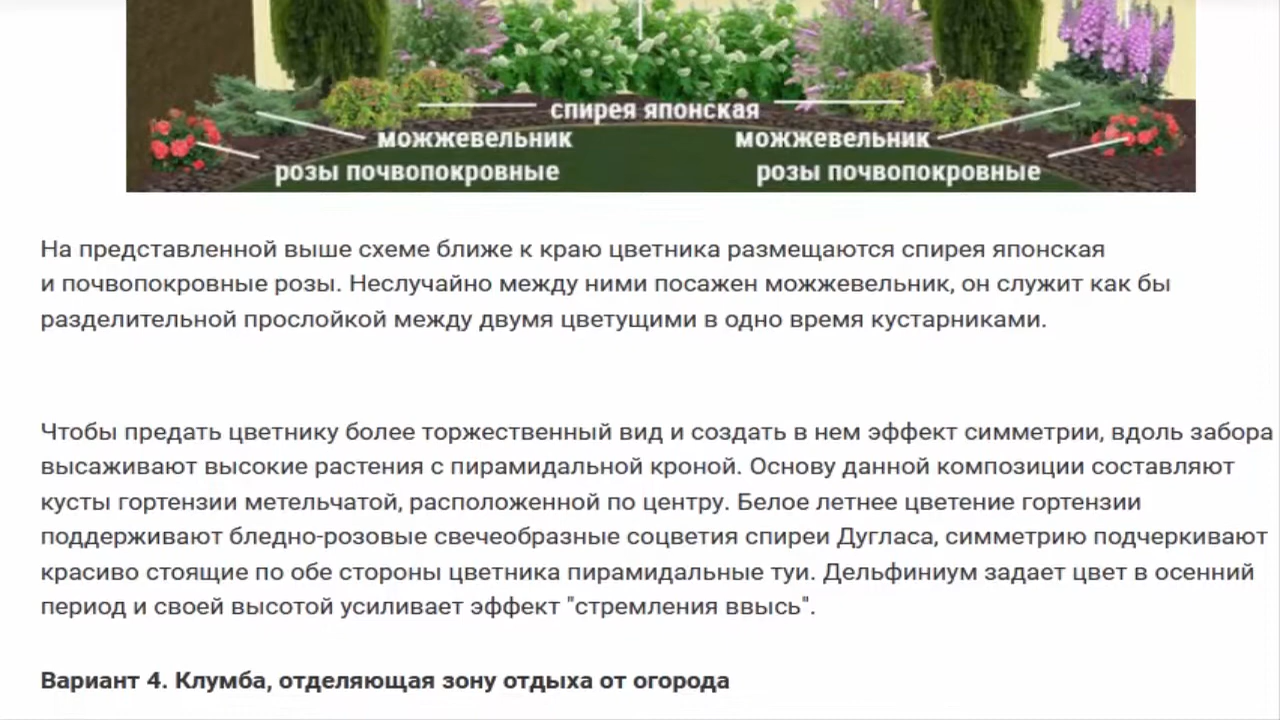 спирея японская
можжевельник можжевельник
розы почвопокровные розы почвопокровные
На представленной выше схеме ближе к краю цветника размещаются спирея японская
и почвопокровные розы. Неслучайно между ними посажен можжевельник, он служит как бы
разделительной прослойкой между двумя цветущими в одно время кустарниками.
Чтобы предать цветнику более торжественный вид и создать в нем эффект симметрии, вдоль забора
высаживают высокие растения с пирамидальной кроной. Основу данной композиции составляют
кусты гортензии метельчатой, расположенной по центру. Белое летнее цветение гортензии
поддерживают бледно-розовые свечеобразные соцветия спиреи Дугласа, симметрию подчеркивают
красиво стоящие по обе стороны цветника пирамидальные туи. Дельфиниум задает цвет в осенний
период и своей высотой усиливает эффект "стремления ввысь".
Вариант 4. Клумба, отделяющая зону отдыха от огорода